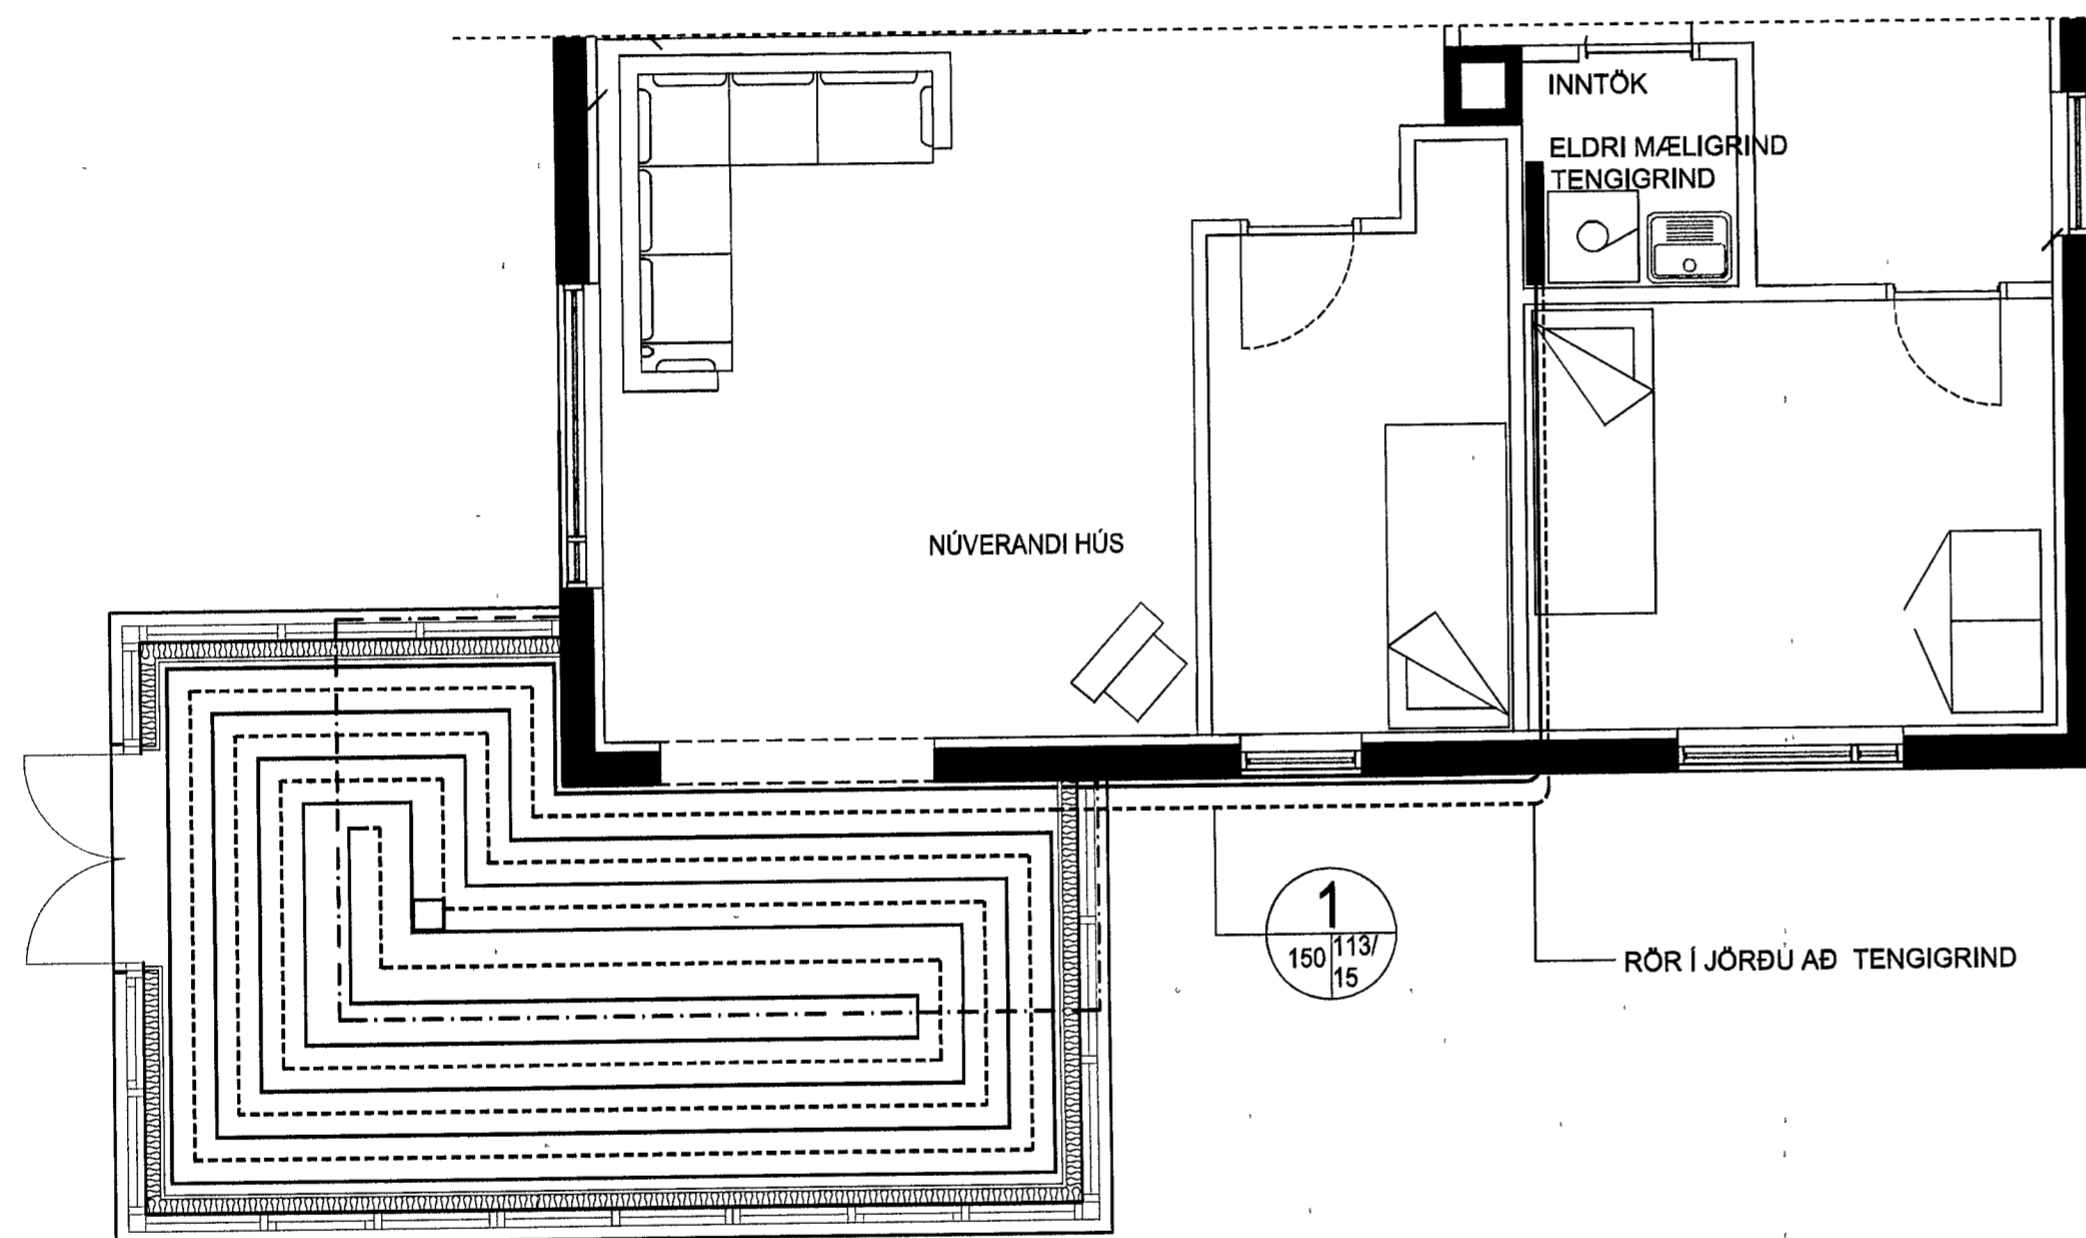 INNTÖK
ELDRI MÆLIGRIND
TENGIGRIND
NÚVERANDI HÚS
1
150 113/
15
RÖR Í JÖRÐU AÐ TENGIGRIND